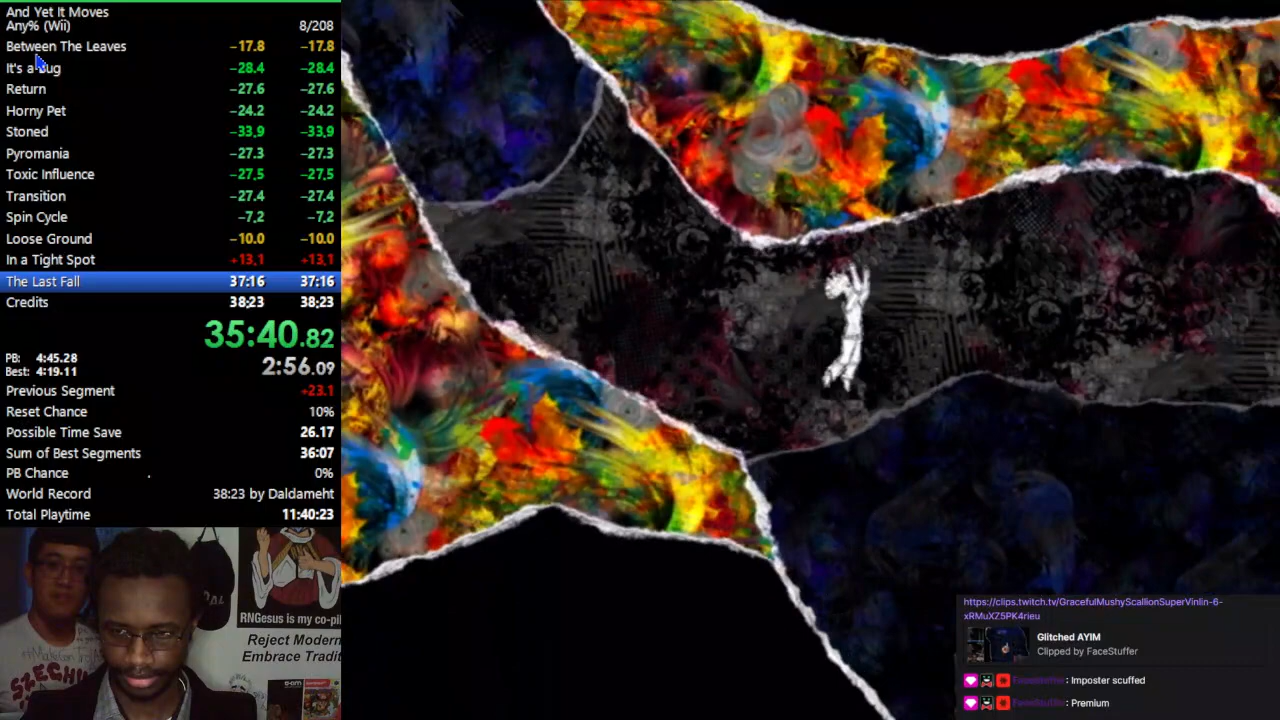 And Yet It Moves
Any% (Wii) 8/208
Between The Leaves −17.8 −17.8
It's a Bug −28.4 −28.4
Return −27.6 −27.6
Horny Pet −24.2 −24.2
Stoned −33.9 −33.9
Pyromania −27.3 −27.3
Toxic Influence −27.5 −27.5
Transition −27.4 −27.4
Spin Cycle −7.2 −7.2
Loose Ground −10.0 −10.0
In a Tight Spot +13.1 +13.1
The Last Fall 37:16 37:16
Credits 38:23 38:23
35:40.82
PB: 4:45.28
Best: 4:19.11
2:56.09
Previous Segment +23.1
Reset Chance 10%
Possible Time Save 26.17
Sum of Best Segments 36:07
PB Chance 0%
World Record 38:23 by Daldameht
Total Playtime 11:40:23
RNGesus is my co-pil
Reject Modern
Embrace Tradit
SZECHU
https://clips.twitch.tv/GracefulMushyScallionSuperVinlin-6-
xRMuXZ5PK4rieu
Glitched AYIM
Clipped by FaceStuffer
FaceStuffer: Imposter scuffed
FaceStuffer: Premium